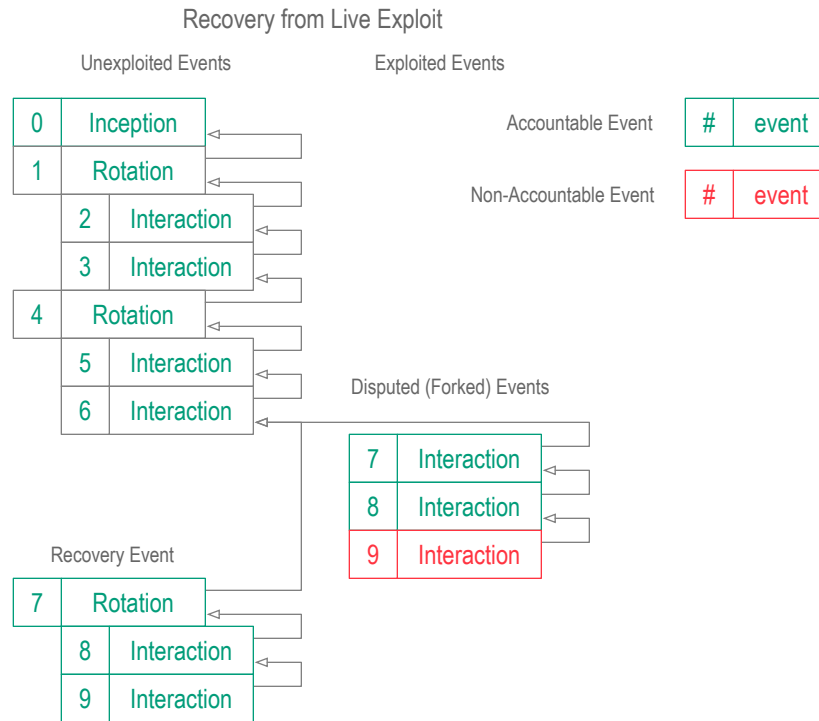 Recovery from Live Exploit
Unexploited Events
Exploited Events
0 Inception
1 Rotation
2 Interaction
3 Interaction
4 Rotation
5 Interaction
6 Interaction
Accountable Event # event
Non-Accountable Event # event
Disputed (Forked) Events
7 Interaction
8 Interaction
9 Interaction
Recovery Event
7 Rotation
8 Interaction
9 Interaction